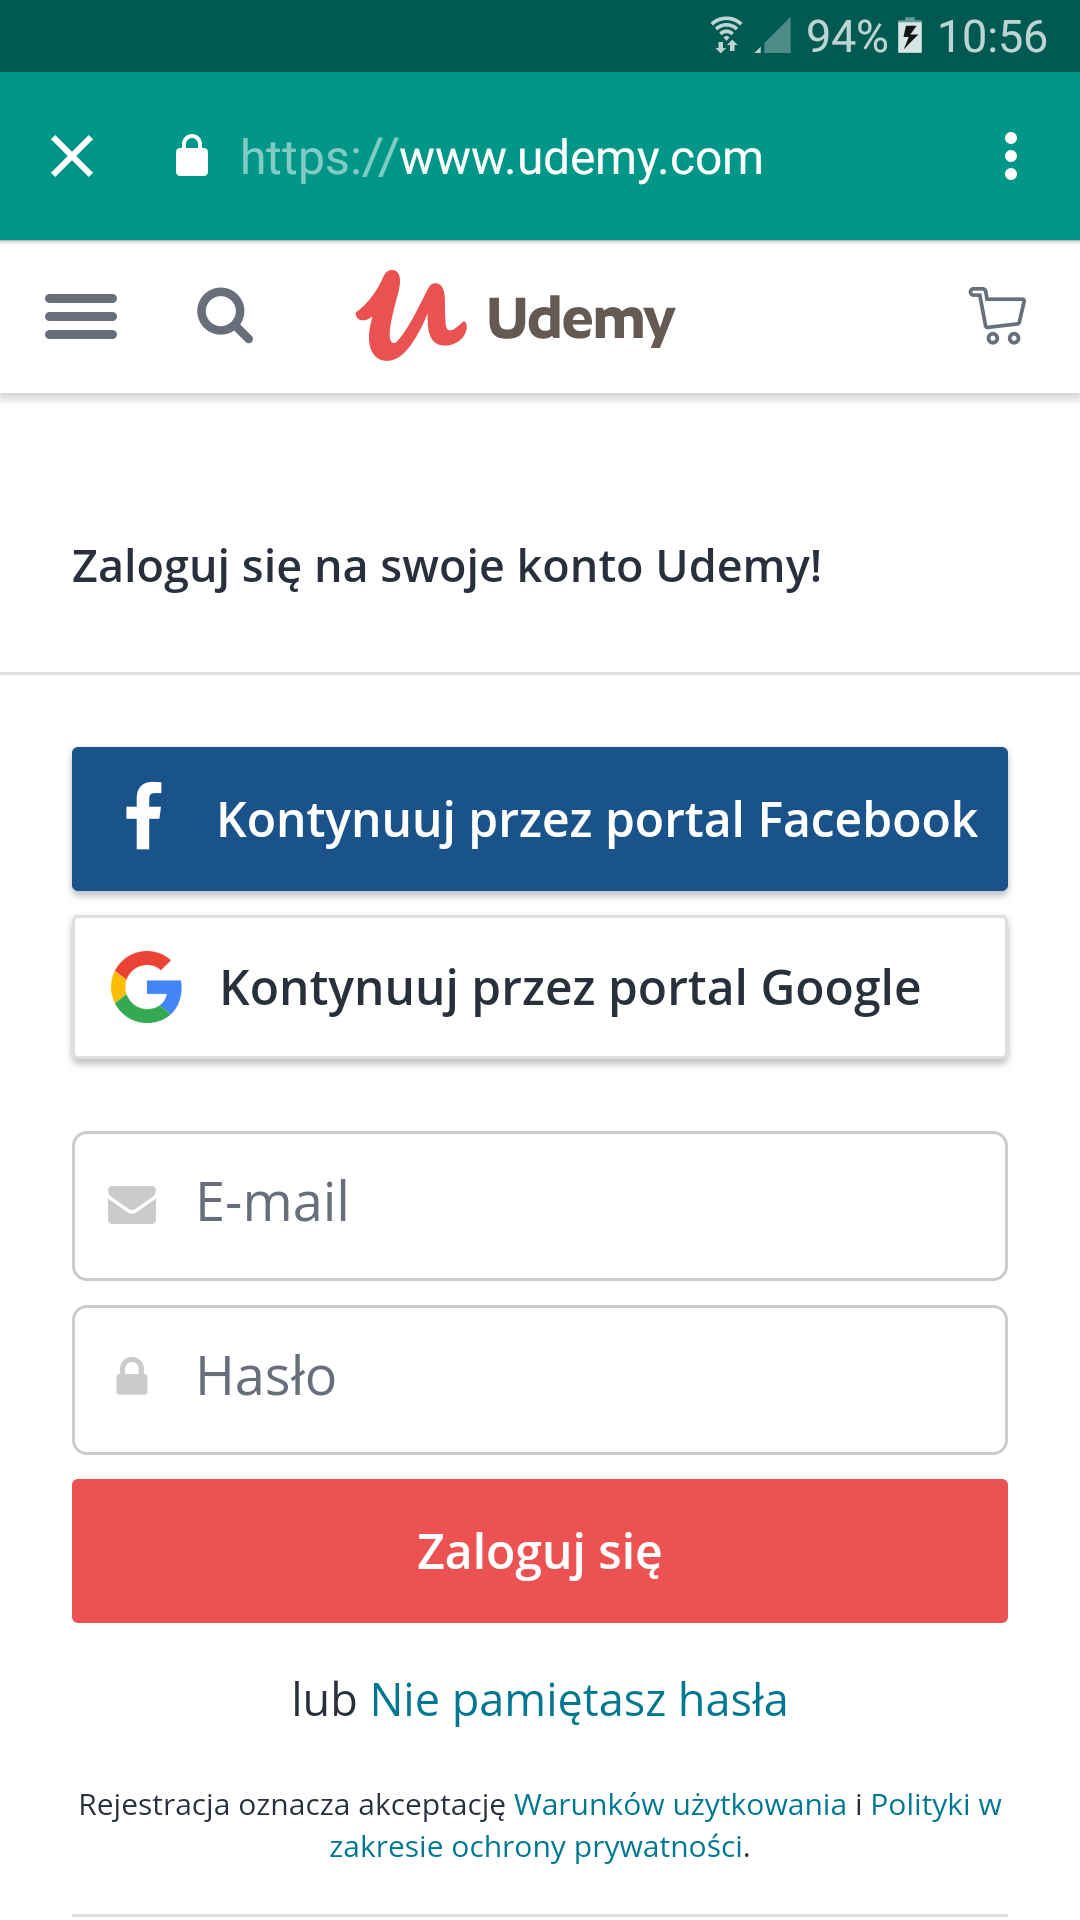 94% 10:56
https://www.udemy.com
Udemy
Zaloguj się na swoje konto Udemy!
Kontynuuj przez portal Facebook
Kontynuuj przez portal Google
E-mail
Hasło
Zaloguj się
lub Nie pamiętasz hasła
Rejestracja oznacza akceptację Warunków użytkowania i Polityki w
zakresie ochrony prywatności.